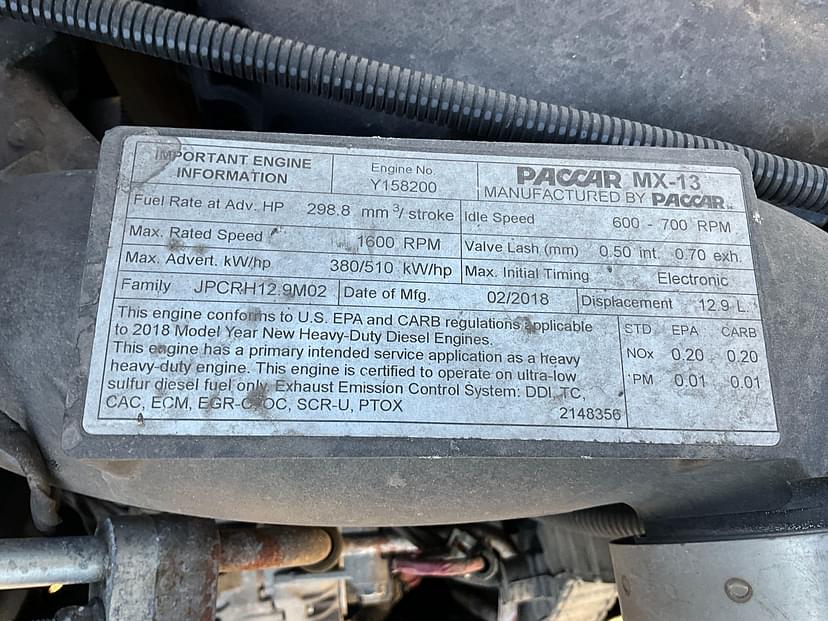 IMPORTANT ENGINE INFORMATION
Engine No. Y158200
PACCAR MX-13
MANUFACTURED BY PACCAR
Fuel Rate at Adv. HP 298.8 mm³/ stroke
Idle Speed 600 - 700 RPM
Max. Rated Speed 1600 RPM
Valve Lash (mm) 0.50 int. 0.70 exh.
Max. Advert. kW/hp 380/510 kW/hp
Max. Initial Timing Electronic
Family JPCRH12.9M02
Date of Mfg. 02/2018
Displacement 12.9 L.
This engine conforms to U.S. EPA and CARB regulations applicable
to 2018 Model Year New Heavy-Duty Diesel Engines.
This engine has a primary intended service application as a heavy
heavy-duty engine. This engine is certified to operate on ultra-low
sulfur diesel fuel only. Exhaust Emission Control System: DDI, TC,
CAC, ECM, SCR-U, PTOX
2148356
STD EPA CARB
NOx 0.20 0.20
PM 0.01 0.01